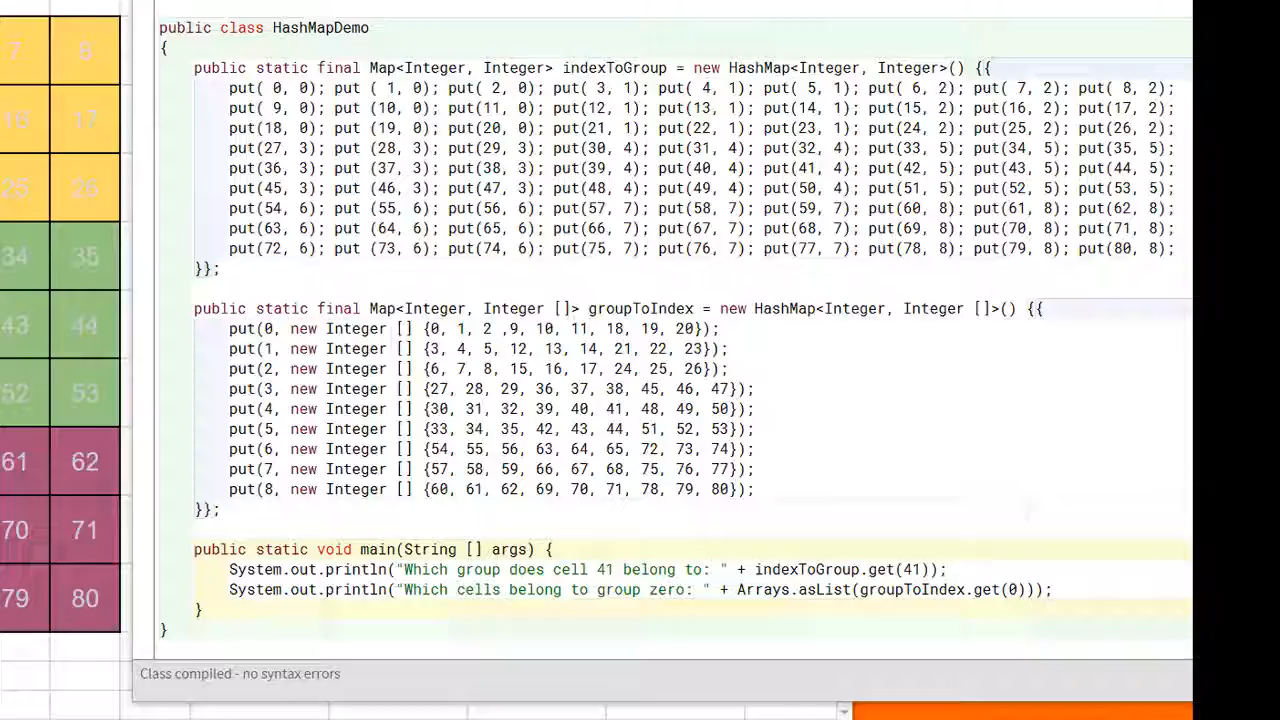 7 8
16 17
25 26
34 35
43 44
52 53
61 62
70 71
79 80
public class HashMapDemo
{
public static final Map<Integer, Integer> indexToGroup = new HashMap<Integer, Integer>() {{
put( 0, 0); put ( 1, 0); put( 2, 0); put( 3, 1); put( 4, 1); put( 5, 1); put( 6, 2); put( 7, 2); put( 8, 2);
put( 9, 0); put (10, 0); put(11, 0); put(12, 1); put(13, 1); put(14, 1); put(15, 2); put(16, 2); put(17, 2);
put(18, 0); put (19, 0); put(20, 0); put(21, 1); put(22, 1); put(23, 1); put(24, 2); put(25, 2); put(26, 2);
put(27, 3); put (28, 3); put(29, 3); put(30, 4); put(31, 4); put(32, 4); put(33, 5); put(34, 5); put(35, 5);
put(36, 3); put (37, 3); put(38, 3); put(39, 4); put(40, 4); put(41, 4); put(42, 5); put(43, 5); put(44, 5);
put(45, 3); put (46, 3); put(47, 3); put(48, 4); put(49, 4); put(50, 4); put(51, 5); put(52, 5); put(53, 5);
put(54, 6); put (55, 6); put(56, 6); put(57, 7); put(58, 7); put(59, 7); put(60, 8); put(61, 8); put(62, 8);
put(63, 6); put (64, 6); put(65, 6); put(66, 7); put(67, 7); put(68, 7); put(69, 8); put(70, 8); put(71, 8);
put(72, 6); put (73, 6); put(74, 6); put(75, 7); put(76, 7); put(77, 7); put(78, 8); put(79, 8); put(80, 8);
}};
public static final Map<Integer, Integer []> groupToIndex = new HashMap<Integer, Integer []>() {{
put(0, new Integer [] {0, 1, 2 ,9, 10, 11, 18, 19, 20});
put(1, new Integer [] {3, 4, 5, 12, 13, 14, 21, 22, 23});
put(2, new Integer [] {6, 7, 8, 15, 16, 17, 24, 25, 26});
put(3, new Integer [] {27, 28, 29, 36, 37, 38, 45, 46, 47});
put(4, new Integer [] {30, 31, 32, 39, 40, 41, 48, 49, 50});
put(5, new Integer [] {33, 34, 35, 42, 43, 44, 51, 52, 53});
put(6, new Integer [] {54, 55, 56, 63, 64, 65, 72, 73, 74});
put(7, new Integer [] {57, 58, 59, 66, 67, 68, 75, 76, 77});
put(8, new Integer [] {60, 61, 62, 69, 70, 71, 78, 79, 80});
}};
public static void main(String [] args) {
System.out.println("Which group does cell 41 belong to: " + indexToGroup.get(41));
System.out.println("Which cells belong to group zero: " + Arrays.asList(groupToIndex.get(0)));
}
}
Class compiled - no syntax errors